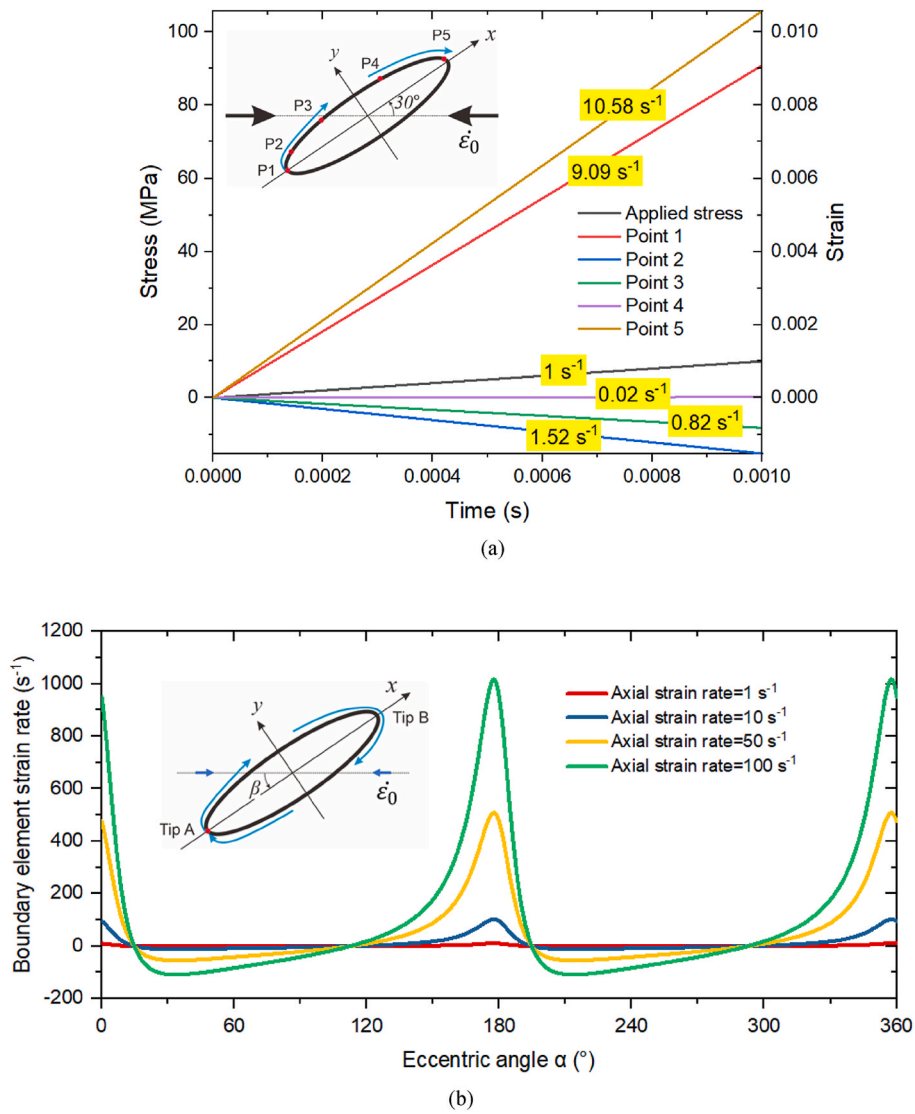 100
80
60
40
20
0
Stress (MPa)
0.010
0.008
0.006
0.004
0.002
0.000
Strain
P5
x
y
P4
P3
30°
P2
P1
ε̇0
10.58 s-1
9.09 s-1
Applied stress
Point 1
Point 2
Point 3
Point 4
Point 5
1 s-1
0.02 s-1
0.82 s-1
1.52 s-1
0.0000 0.0002 0.0004 0.0006 0.0008 0.0010
Time (s)
(a)
1200
1000
800
600
400
200
0
-200
Boundary element strain rate (s-1)
x
y
Tip B
β
ε̇0
Tip A
Axial strain rate=1 s-1
Axial strain rate=10 s-1
Axial strain rate=50 s-1
Axial strain rate=100 s-1
0 60 120 180 240 300 360
Eccentric angle α (°)
(b)